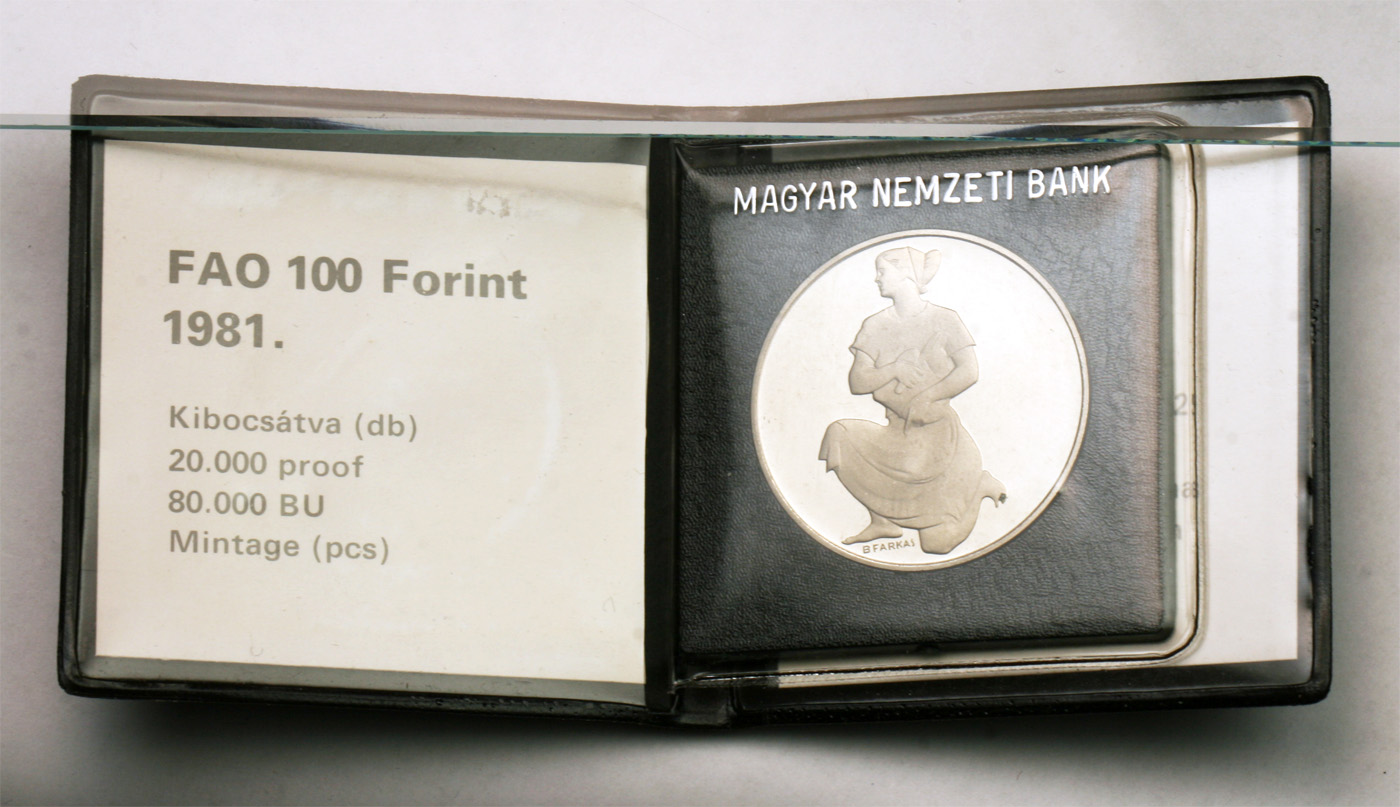 FAO 100 Forint
1981.
Kibocsátva (db)
20.000 proof
80.000 BU
Mintage (pcs)
MAGYAR NEMZETI BANK
B FARKAS